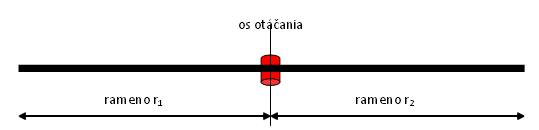 os otáčania
rameno r₁
rameno r₂